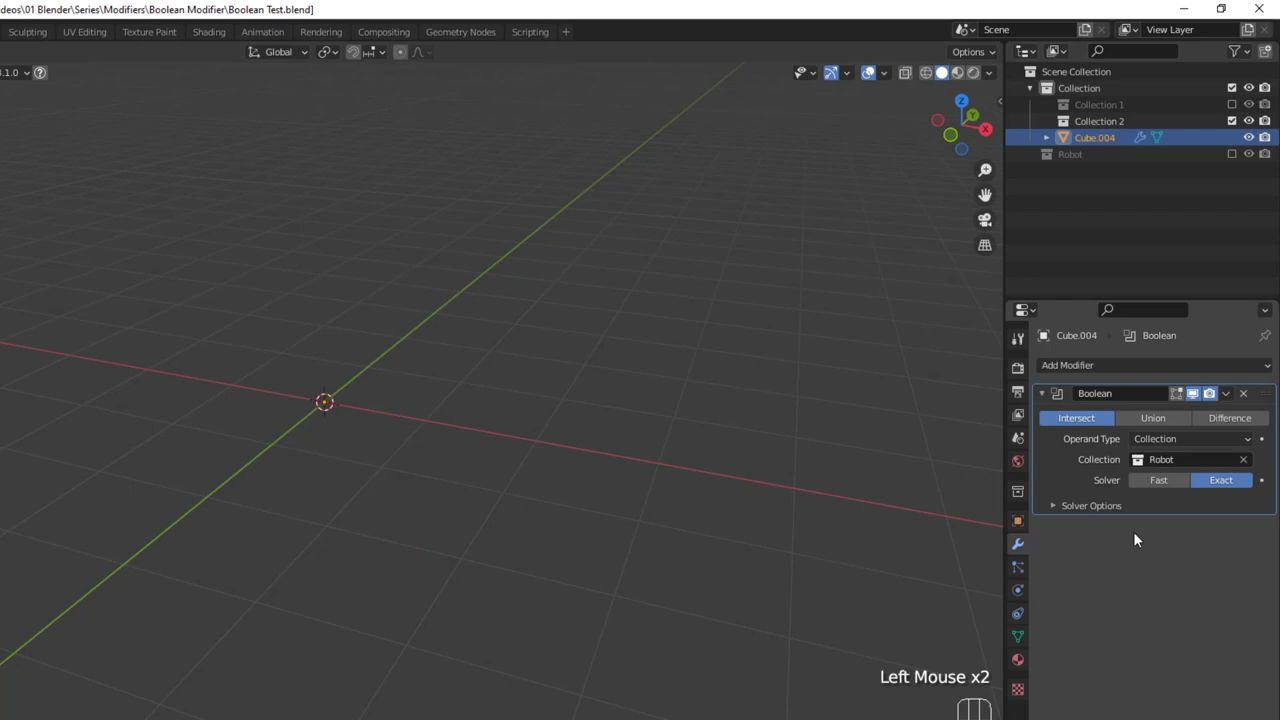 deos\01 Blender\Series\Modifiers\Boolean Modifier\Boolean Test.blend]
Sculpting UV Editing Texture Paint Shading Animation Rendering Compositing Geometry Nodes Scripting + Scene View Layer
Global Options
3.1.0
Scene Collection
Collection
Collection 1
Collection 2
Cube.004
Robot
Z
Y
X
Cube.004 › Boolean
Add Modifier
Boolean
Intersect Union Difference
Operand Type Collection
Collection Robot
Solver Fast Exact
Solver Options
Left Mouse x2